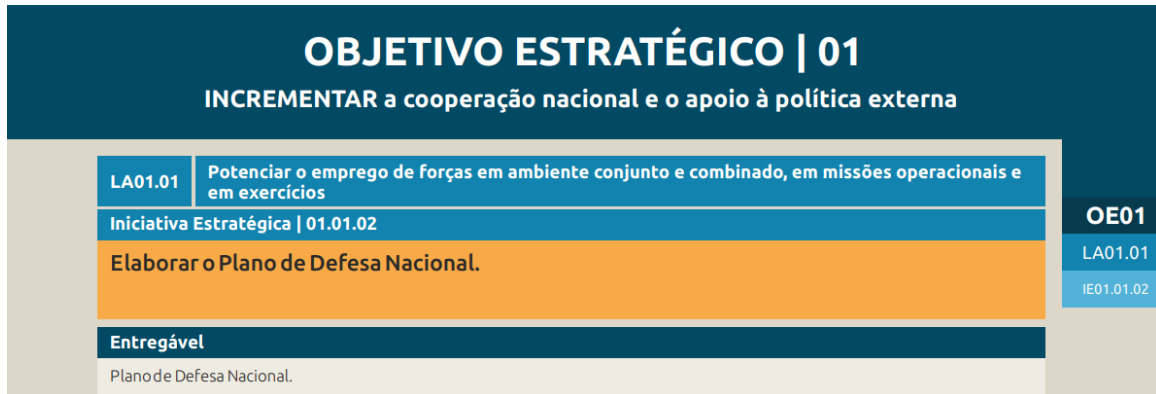 OBJETIVO ESTRATÉGICO | 01
INCREMENTAR a cooperação nacional e o apoio à política externa
LA01.01
Potenciar o emprego de forças em ambiente conjunto e combinado, em missões operacionais e
em exercícios
Iniciativa Estratégica | 01.01.02
Elaborar o Plano de Defesa Nacional.
Entregável
Plano de Defesa Nacional.
OE01
LA01.01
IE01.01.02